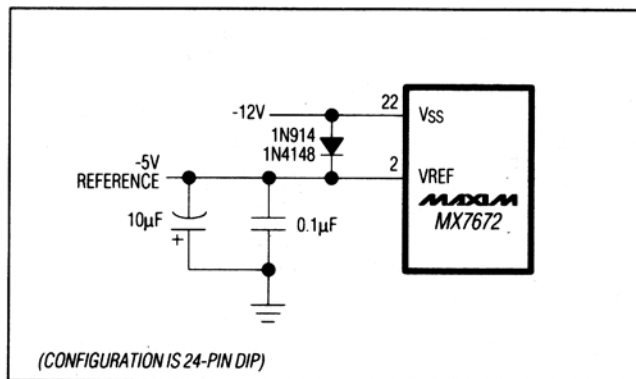 -12V
22
VSS
1N914
1N4148
-5V
REFERENCE
2
VREF
MAXIM
MX7672
10µF
+
0.1µF
(CONFIGURATION IS 24-PIN DIP)